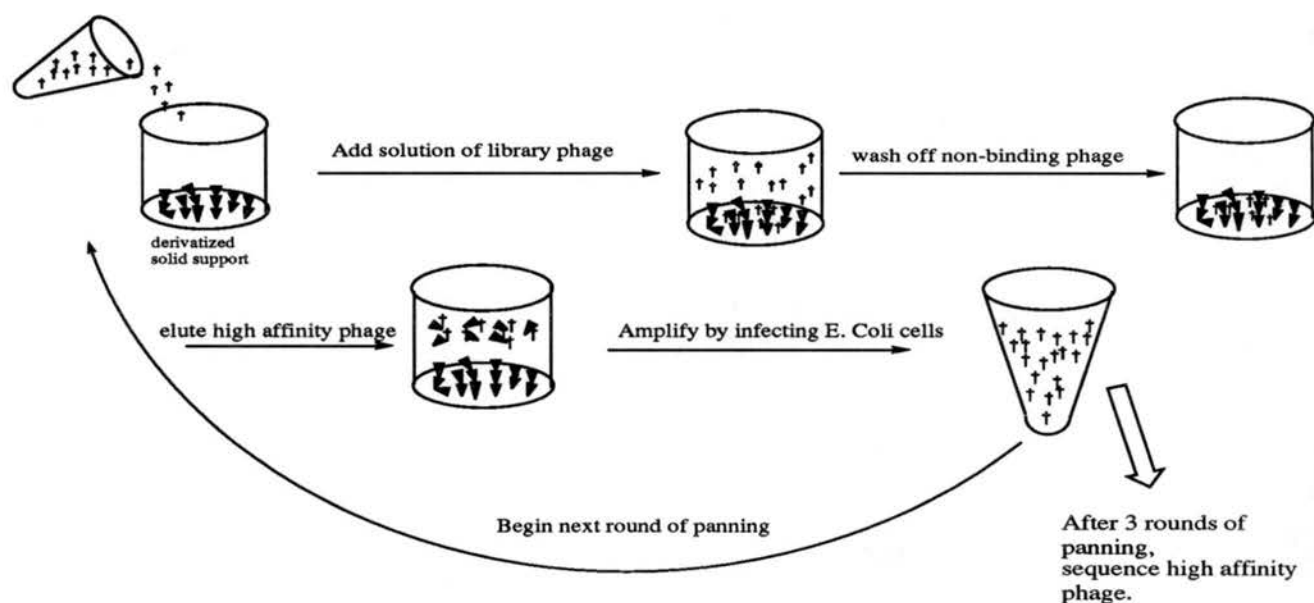 Add solution of library phage
wash off non-binding phage
derivatized
solid support
elute high affinity phage
Amplify by infecting E. Coli cells
Begin next round of panning
After 3 rounds of
panning,
sequence high affinity
phage.